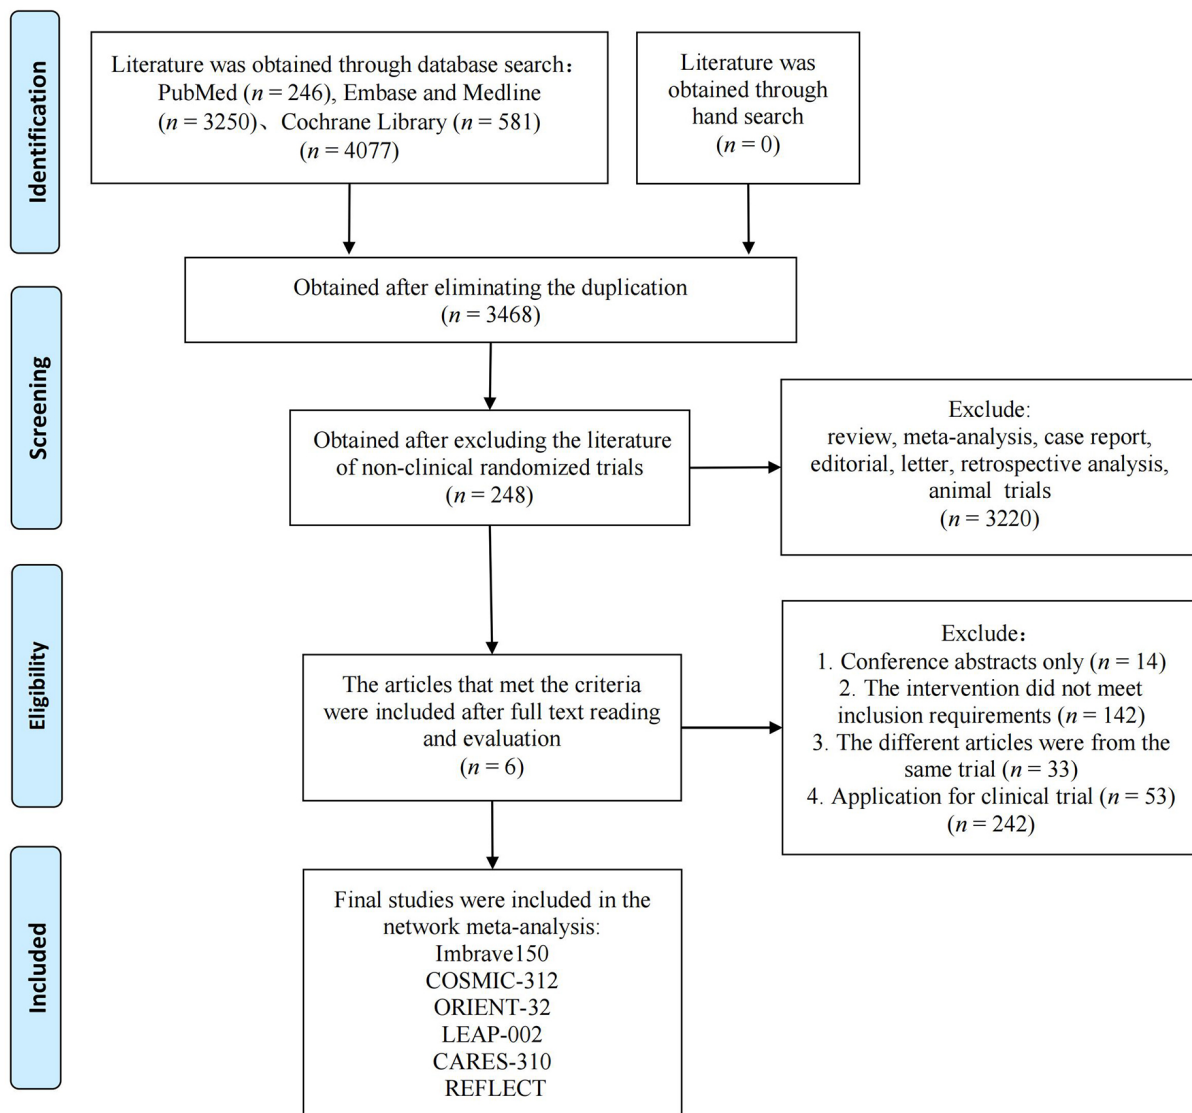 Identification
Literature was obtained through database search：
PubMed (n = 246), Embase and Medline
(n = 3250)、Cochrane Library (n = 581)
(n = 4077)
Literature was
obtained through
hand search
(n = 0)
Screening
Obtained after eliminating the duplication
(n = 3468)
Obtained after excluding the literature
of non-clinical randomized trials
(n = 248)
Exclude:
review, meta-analysis, case report,
editorial, letter, retrospective analysis,
animal trials
(n = 3220)
Eligibility
The articles that met the criteria
were included after full text reading
and evaluation
(n = 6)
Exclude：
1. Conference abstracts only (n = 14)
2. The intervention did not meet
inclusion requirements (n = 142)
3. The different articles were from the
same trial (n = 33)
4. Application for clinical trial (n = 53)
(n = 242)
Included
Final studies were included in the
network meta-analysis:
Imbrave150
COSMIC-312
ORIENT-32
LEAP-002
CARES-310
REFLECT